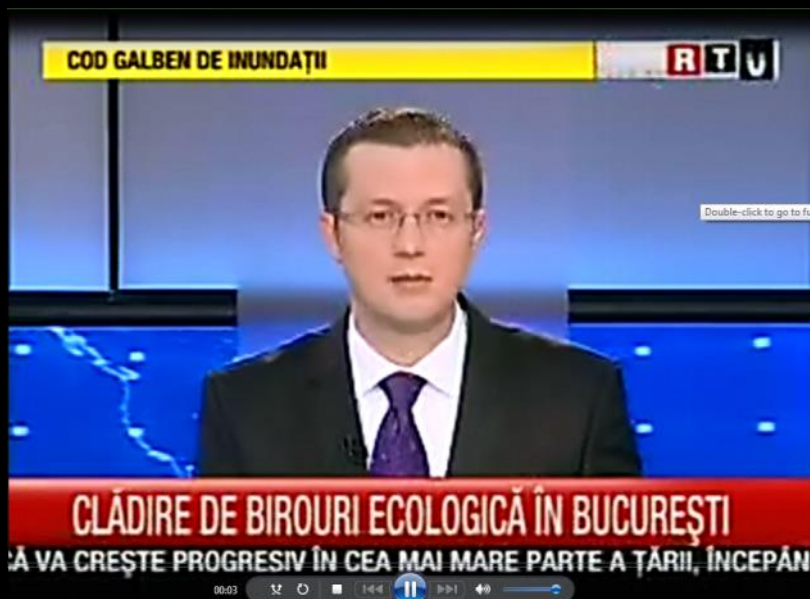 COD GALBEN DE INUNDAȚII
RTU
Double-click to go to fu
CLĂDIRE DE BIROURI ECOLOGICĂ ÎN BUCUREȘTI
CĂ VA CREȘTE PROGRESIV ÎN CEA MAI MARE PARTE A ȚĂRII, ÎNCEPÂN
00:03